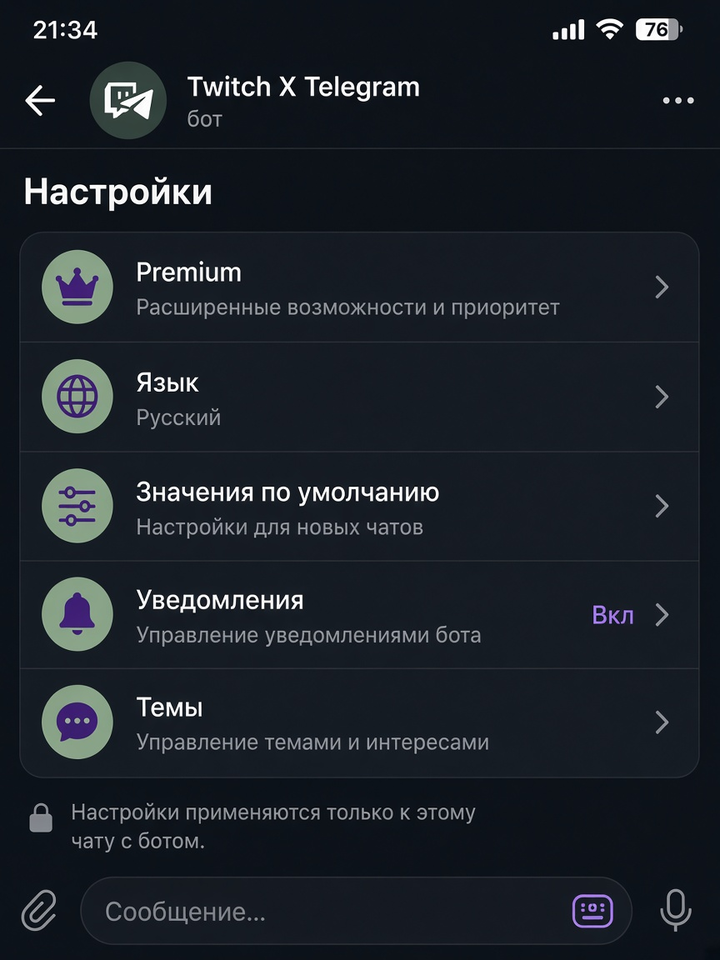 21:34
76
Twitch X Telegram
бот
Настройки
Premium
Расширенные возможности и приоритет
Язык
Русский
Значения по умолчанию
Настройки для новых чатов
Уведомления
Вкл
Управление уведомлениями бота
Темы
Управление темами и интересами
Настройки применяются только к этому
чату с ботом.
Сообщение...